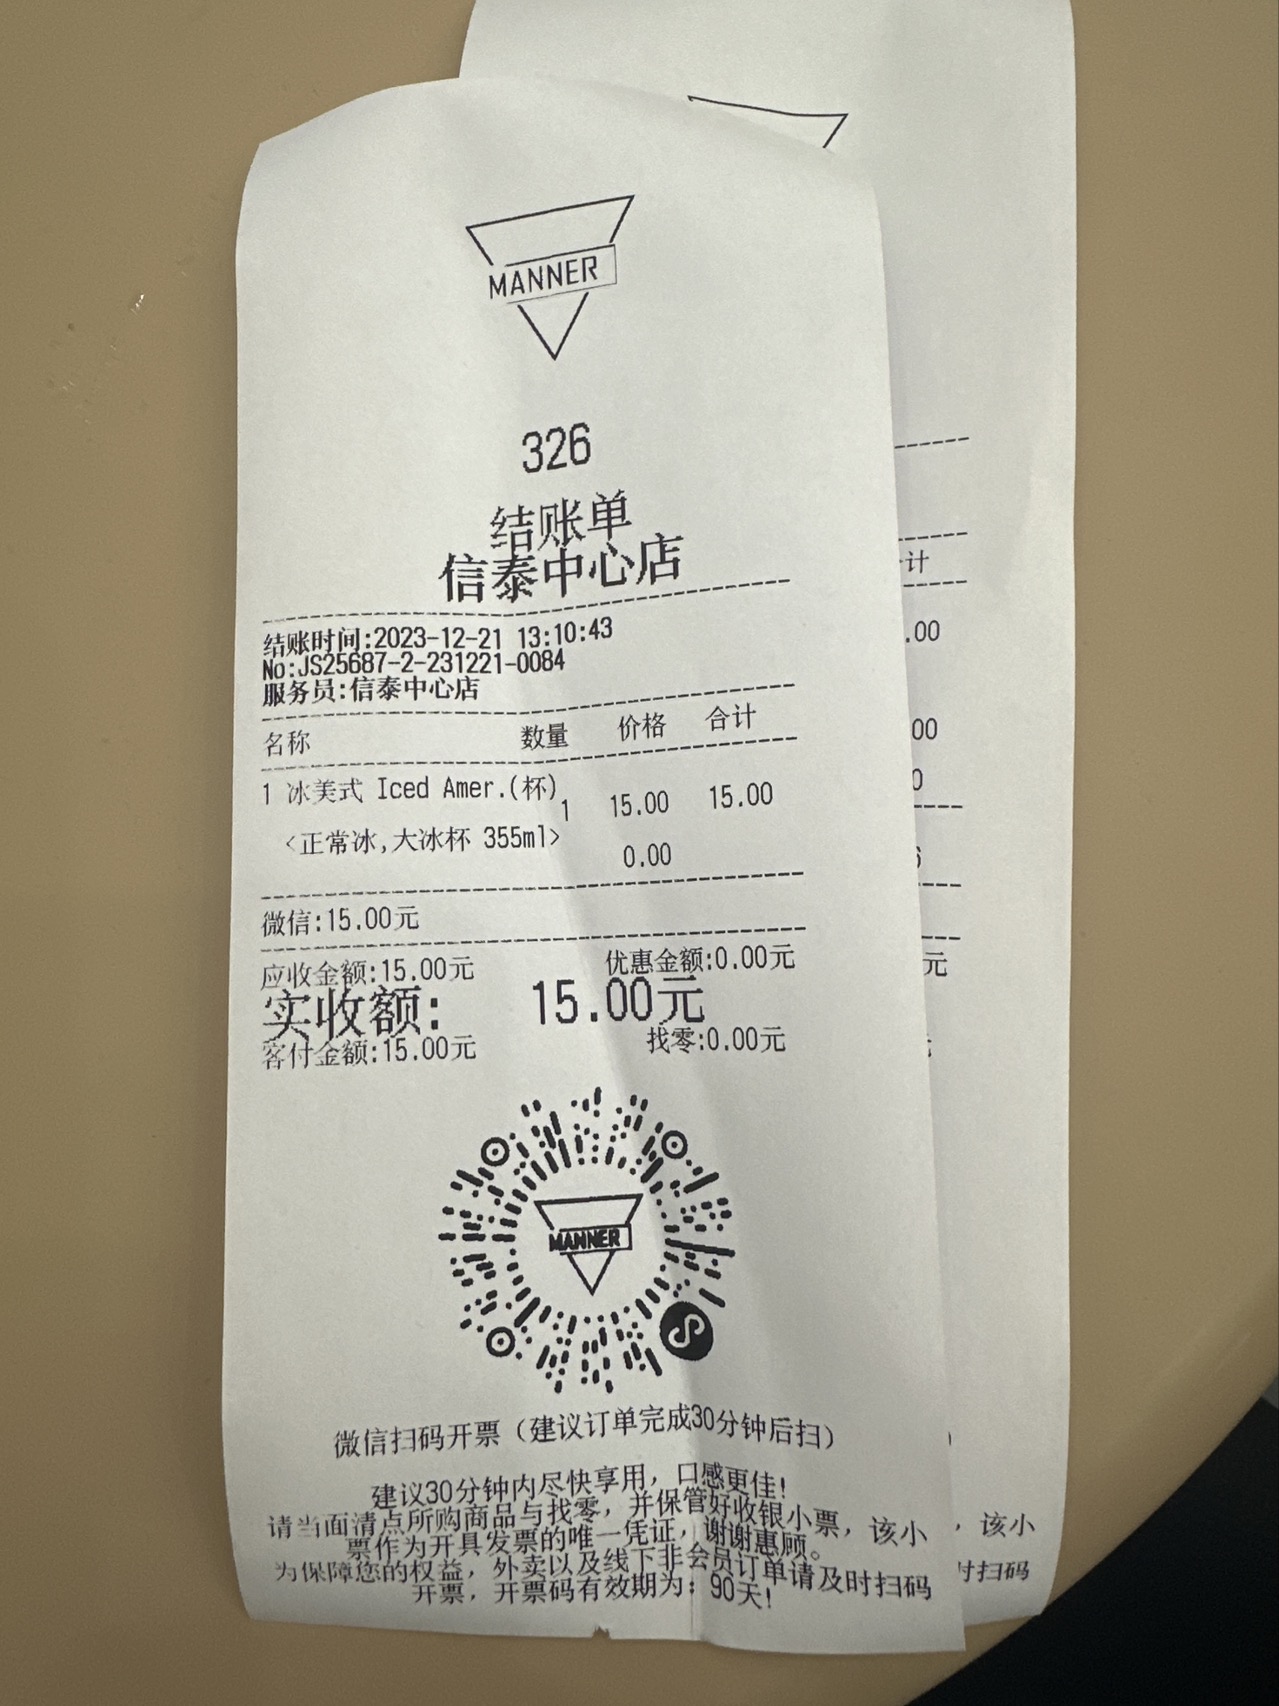 MANNER
326
结账单
信泰中心店
结账时间:2023-12-21 13:10:43
No:JS25687-2-231221-0084
服务员:信泰中心店
名称 数量 价格 合计
1 冰美式 Iced Amer.(杯) 1 15.00 15.00
<正常冰,大冰杯 355ml> 0.00
微信:15.00元
应收金额:15.00元 优惠金额:0.00元
实收额: 15.00元
客付金额:15.00元 找零:0.00元
MANNER
微信扫码开票（建议订单完成30分钟后扫）
建议30分钟内尽快享用，口感更佳!
请当面清点所购商品与找零，并保管好收银小票，该小
票作为开具发票的唯一凭证，谢谢惠顾。
为保障您的权益，外卖以及线下非会员订单请及时扫码
开票，开票码有效期为：90天!
计
.00
00
0
元
，该小
时扫码